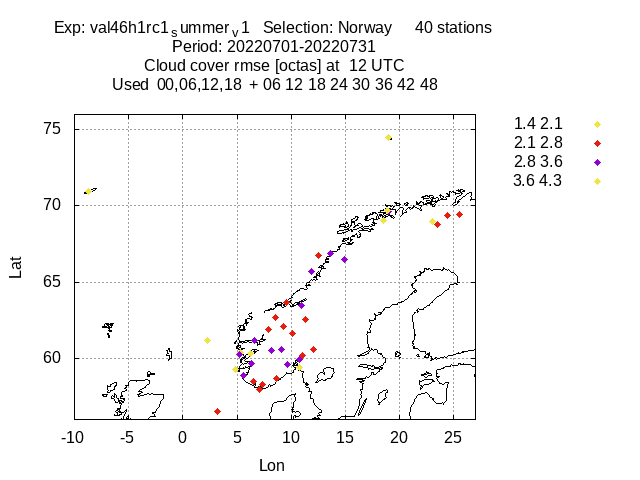 Exp: val46h1rc1summerv1 Selection: Norway 40 stations
Period: 20220701-20220731
Cloud cover rmse [octas] at 12 UTC
Used 00,06,12,18 + 06 12 18 24 30 36 42 48
1.4 2.1
2.1 2.8
2.8 3.6
3.6 4.3
75
70
65
60
Lat
-10 -5 0 5 10 15 20 25
Lon